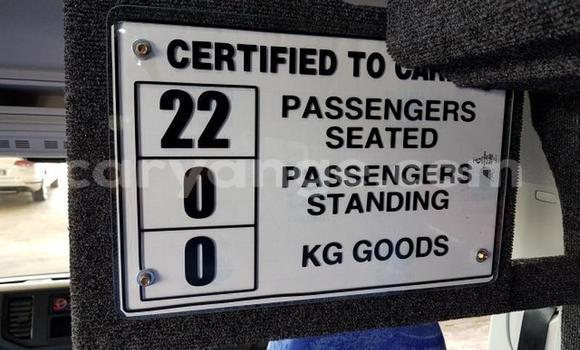 CERTIFIED TO
22 PASSENGERS
SEATED
0 PASSENGERS
STANDING
0 KG GOODS